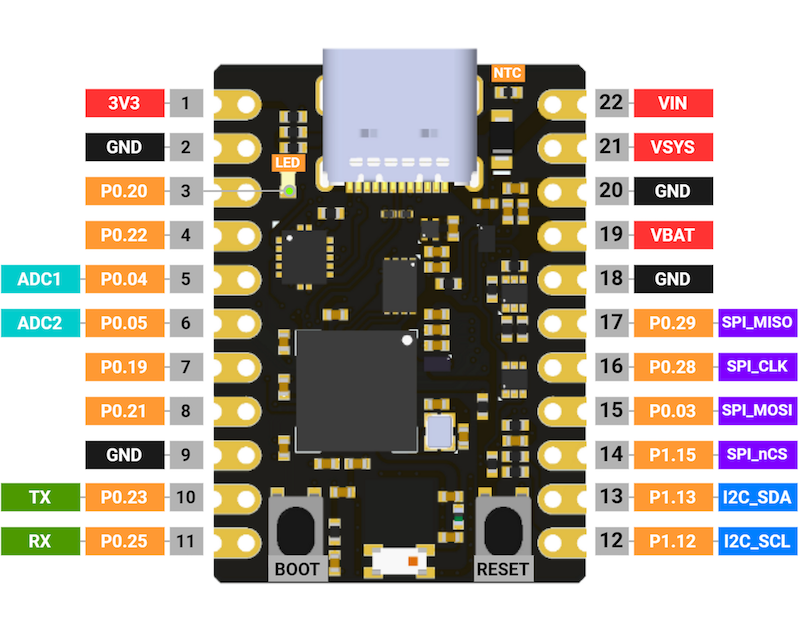 NTC
3V3 1
22 VIN
GND 2
21 VSYS
LED
P0.20 3
20 GND
P0.22 4
19 VBAT
ADC1 P0.04 5
18 GND
ADC2 P0.05 6
17 P0.29 SPI_MISO
P0.19 7
16 P0.28 SPI_CLK
P0.21 8
15 P0.03 SPI_MOSI
GND 9
14 P1.15 SPI_nCS
TX P0.23 10
13 P1.13 I2C_SDA
RX P0.25 11
12 P1.12 I2C_SCL
BOOT
RESET